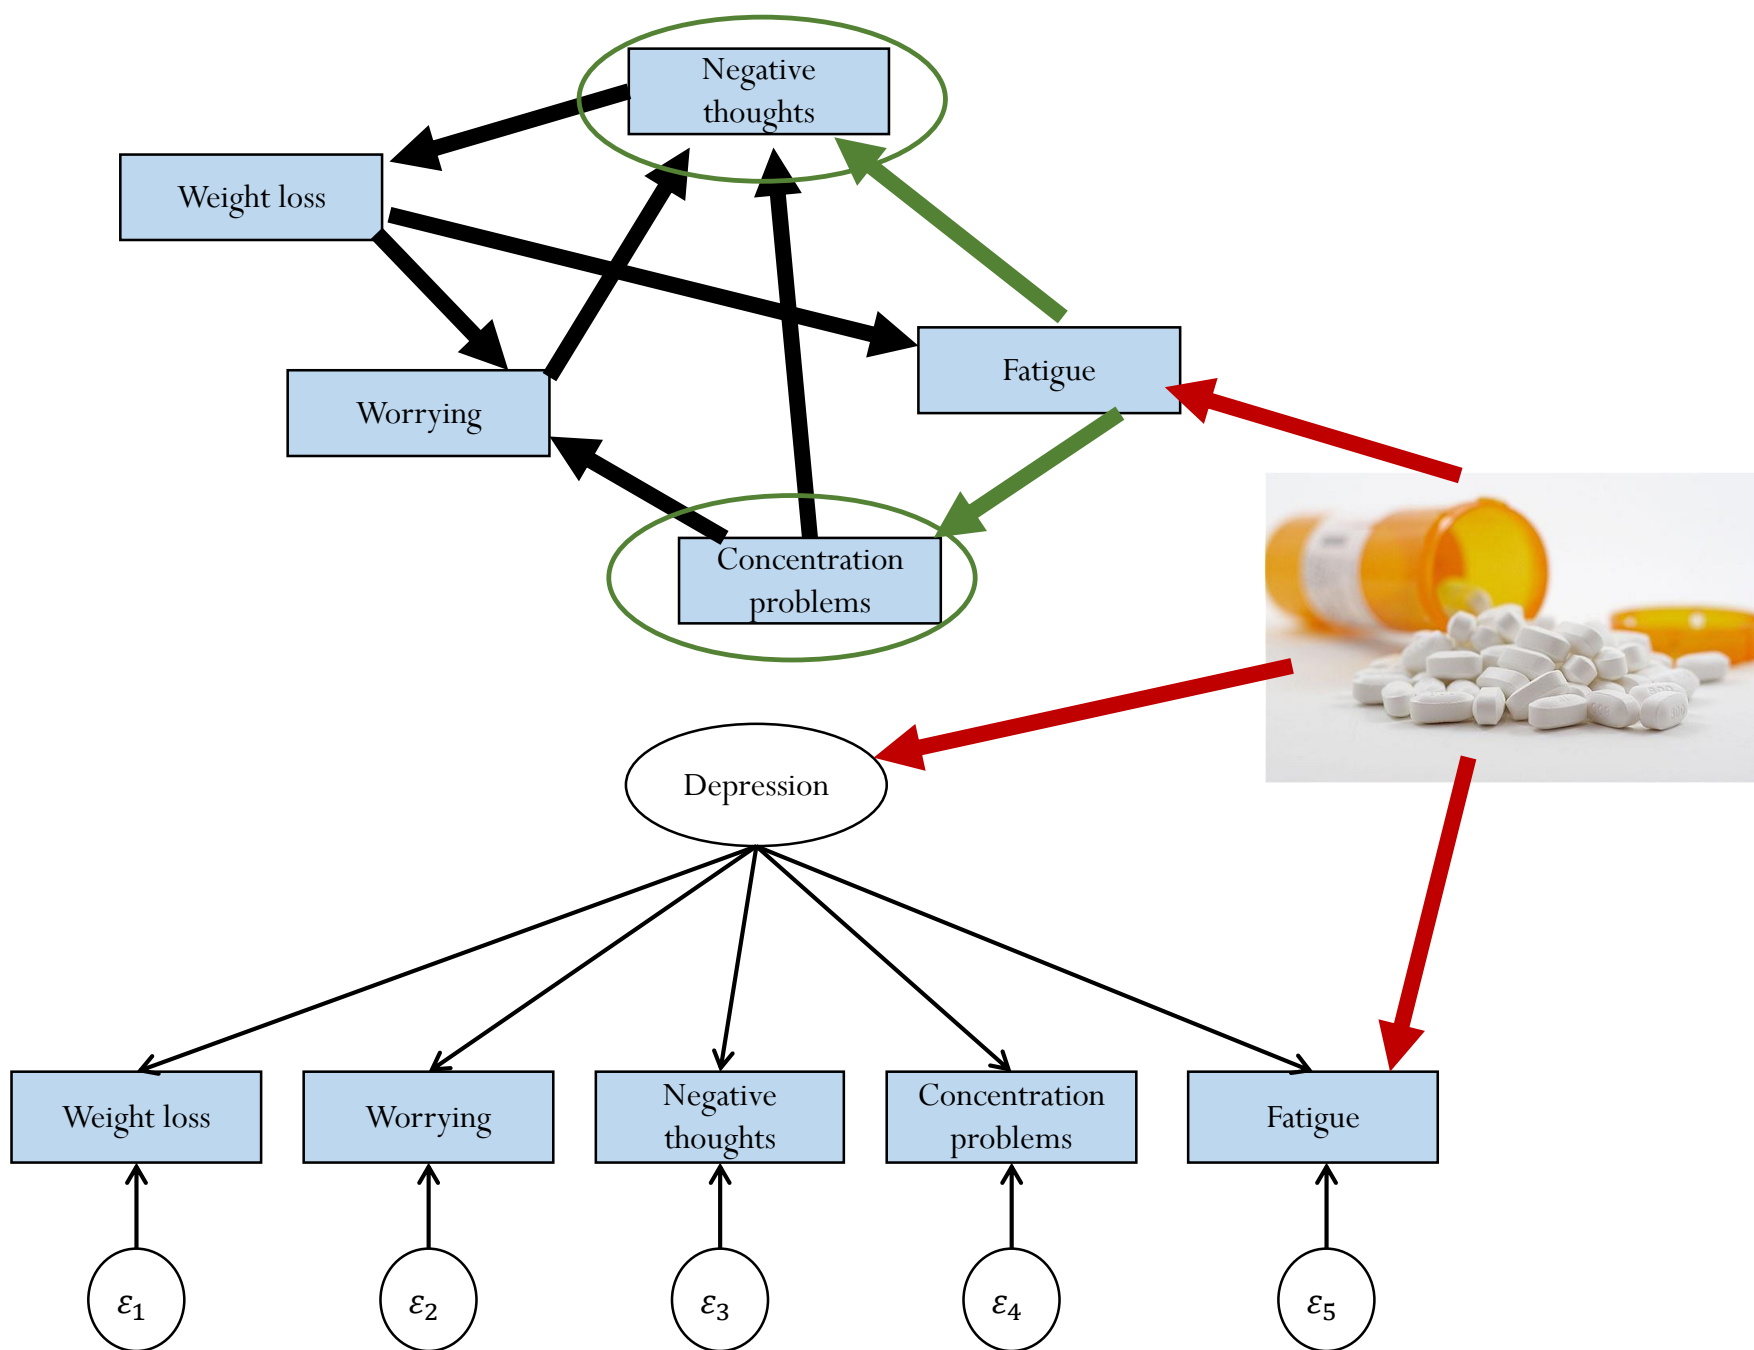 Negative
thoughts
Weight loss
Fatigue
Worrying
Concentration
problems
Depression
Weight loss
Worrying
Negative
thoughts
Concentration
problems
Fatigue
ε₁
ε₂
ε₃
ε₄
ε₅